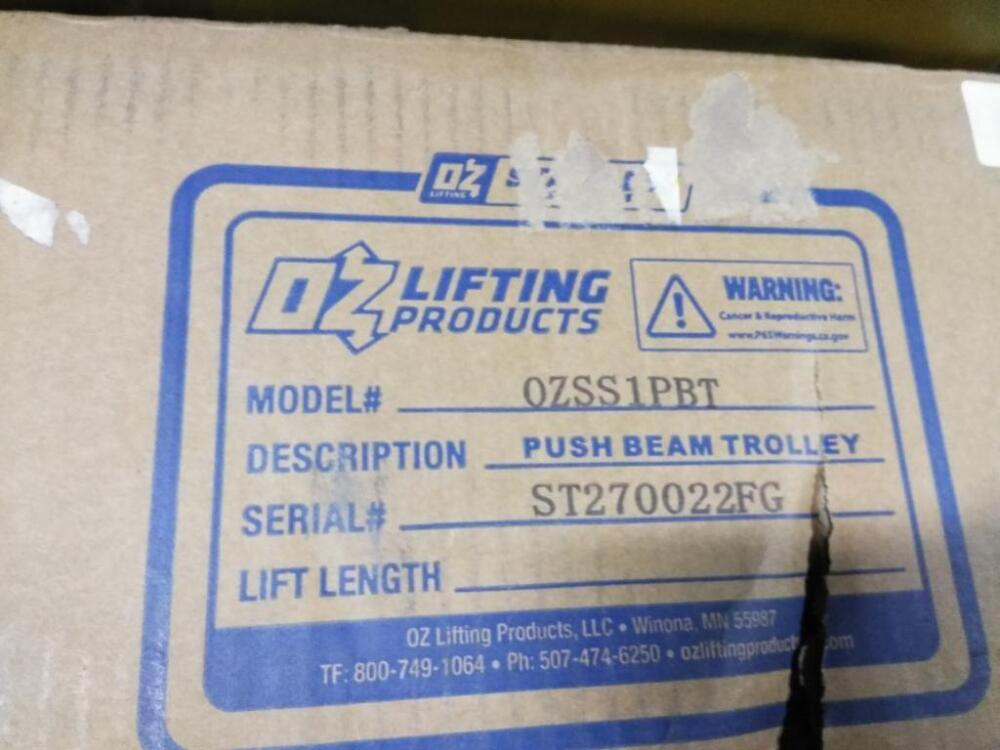 OZ
LIFTING
OZ LIFTING
PRODUCTS
WARNING:
Cancer & Reproductive Harm
www.P65Warnings.ca.gov
MODEL# OZSS1PBT
DESCRIPTION PUSH BEAM TROLLEY
SERIAL# ST270022FG
LIFT LENGTH
OZ Lifting Products, LLC • Winona, MN 55987
TF: 800-749-1064 • Ph: 507-474-6250 •